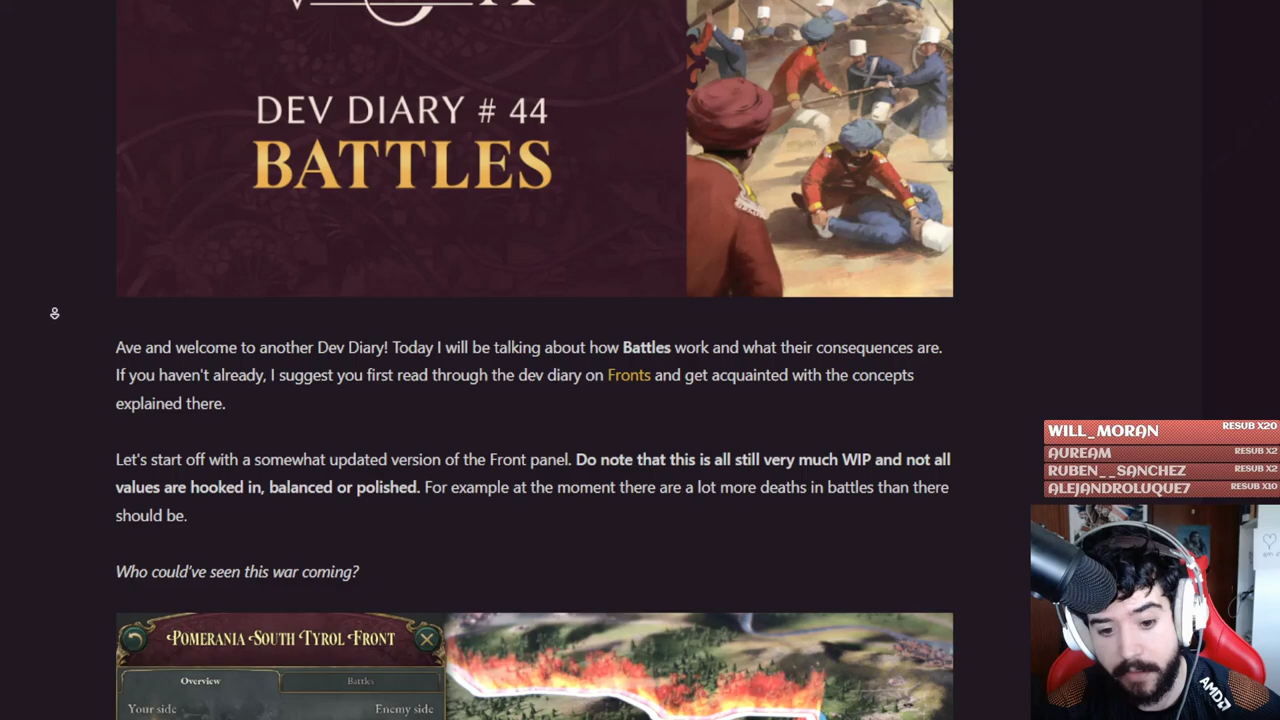 DEV DIARY # 44
BATTLES
Ave and welcome to another Dev Diary! Today I will be talking about how Battles work and what their consequences are.
If you haven't already, I suggest you first read through the dev diary on Fronts and get acquainted with the concepts
explained there.
Let's start off with a somewhat updated version of the Front panel. Do note that this is all still very much WIP and not all
values are hooked in, balanced or polished. For example at the moment there are a lot more deaths in battles than there
should be.
Who could've seen this war coming?
POMERANIA-SOUTH TYROL FRONT
Overview
Battles
Your side
Enemy side
WILL_MORAN
RESUB X20
AUREAM
RESUB X2
RUBEN__SANCHEZ
RESUB X2
ALEJANDROLUQUE7
RESUB X10
AMD